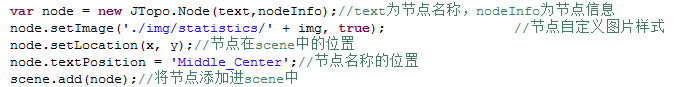 var node = new JTopo.Node(text,nodeInfo);//text为节点名称，nodeInfo为节点信息
node.setImage('./img/statistics/' + img, true); //节点自定义图片样式
node.setLocation(x, y);//节点在scene中的位置
node.textPosition = 'Middle_Center';//节点名称的位置
scene.add(node);//将节点添加进scene中